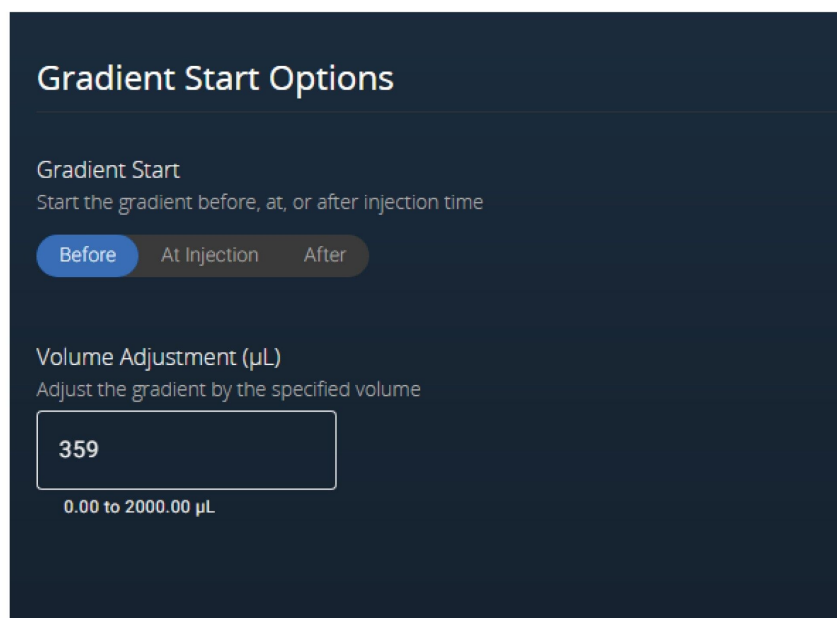 Gradient Start Options
Gradient Start
Start the gradient before, at, or after injection time
Before At Injection After
Volume Adjustment (μL)
Adjust the gradient by the specified volume
359
0.00 to 2000.00 μL